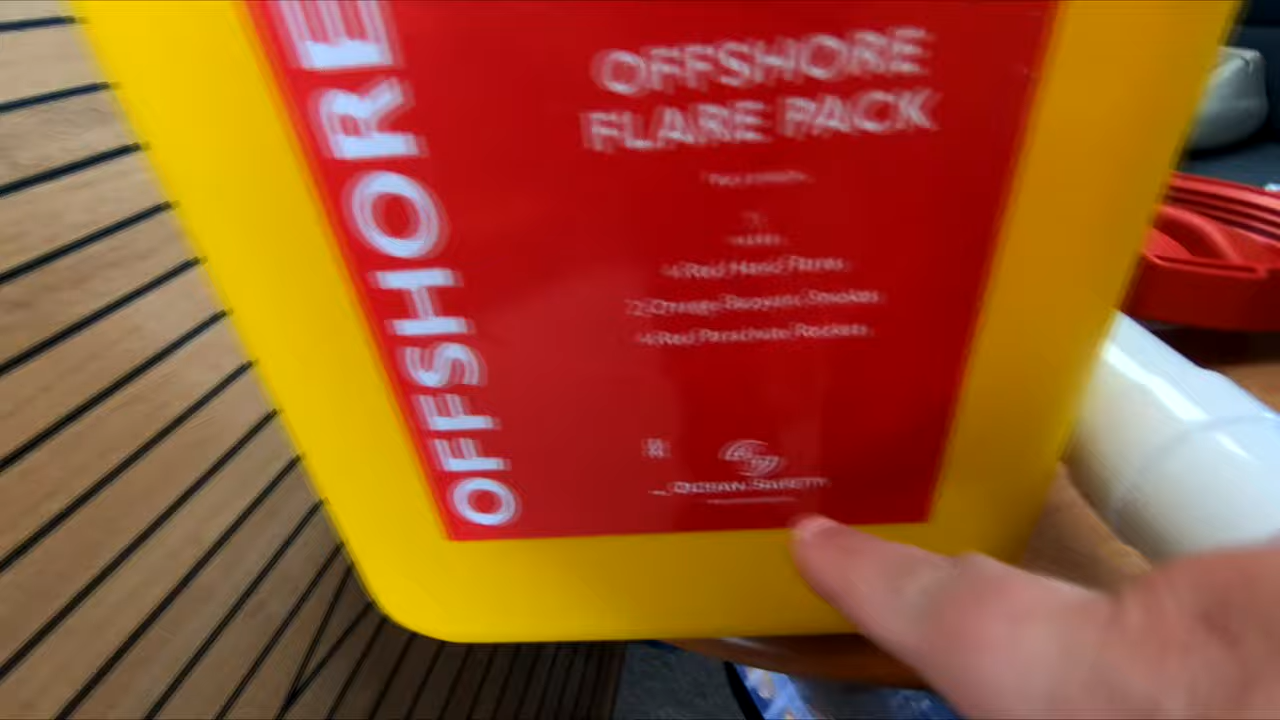 OFFSHORE
OFFSHORE
FLARE PACK
4 Red Hand Flares
2 Orange Buoyant Smokes
4 Red Parachute Rockets
OCEAN SAFETY